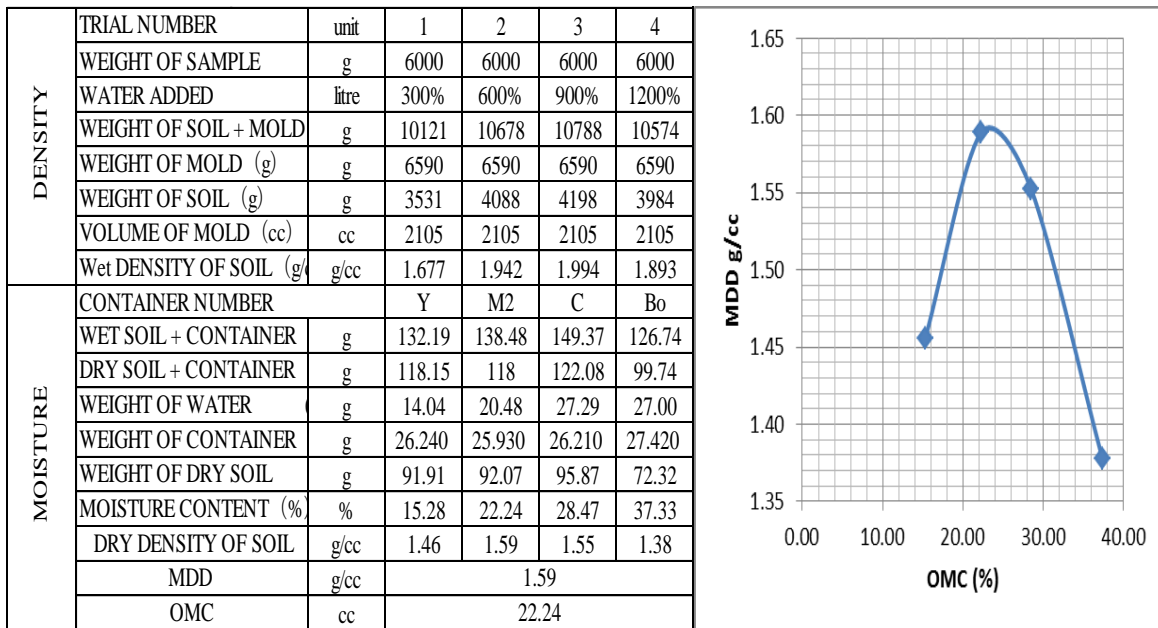 DENSITY
TRIAL NUMBER unit 1 2 3 4
WEIGHT OF SAMPLE g 6000 6000 6000 6000
WATER ADDED litre 300% 600% 900% 1200%
WEIGHT OF SOIL + MOLD g 10121 10678 10788 10574
WEIGHT OF MOLD (g) g 6590 6590 6590 6590
WEIGHT OF SOIL (g) g 3531 4088 4198 3984
VOLUME OF MOLD (cc) cc 2105 2105 2105 2105
Wet DENSITY OF SOIL (g/ g/cc 1.677 1.942 1.994 1.893
MOISTURE
CONTAINER NUMBER Y M2 C Bo
WET SOIL + CONTAINER g 132.19 138.48 149.37 126.74
DRY SOIL + CONTAINER g 118.15 118 122.08 99.74
WEIGHT OF WATER ( g 14.04 20.48 27.29 27.00
WEIGHT OF CONTAINER g 26.240 25.930 26.210 27.420
WEIGHT OF DRY SOIL g 91.91 92.07 95.87 72.32
MOISTURE CONTENT (%) % 15.28 22.24 28.47 37.33
DRY DENSITY OF SOIL g/cc 1.46 1.59 1.55 1.38
MDD g/cc 1.59
OMC cc 22.24
MDD g/cc
1.65
1.60
1.55
1.50
1.45
1.40
1.35
0.00 10.00 20.00 30.00 40.00
OMC (%)